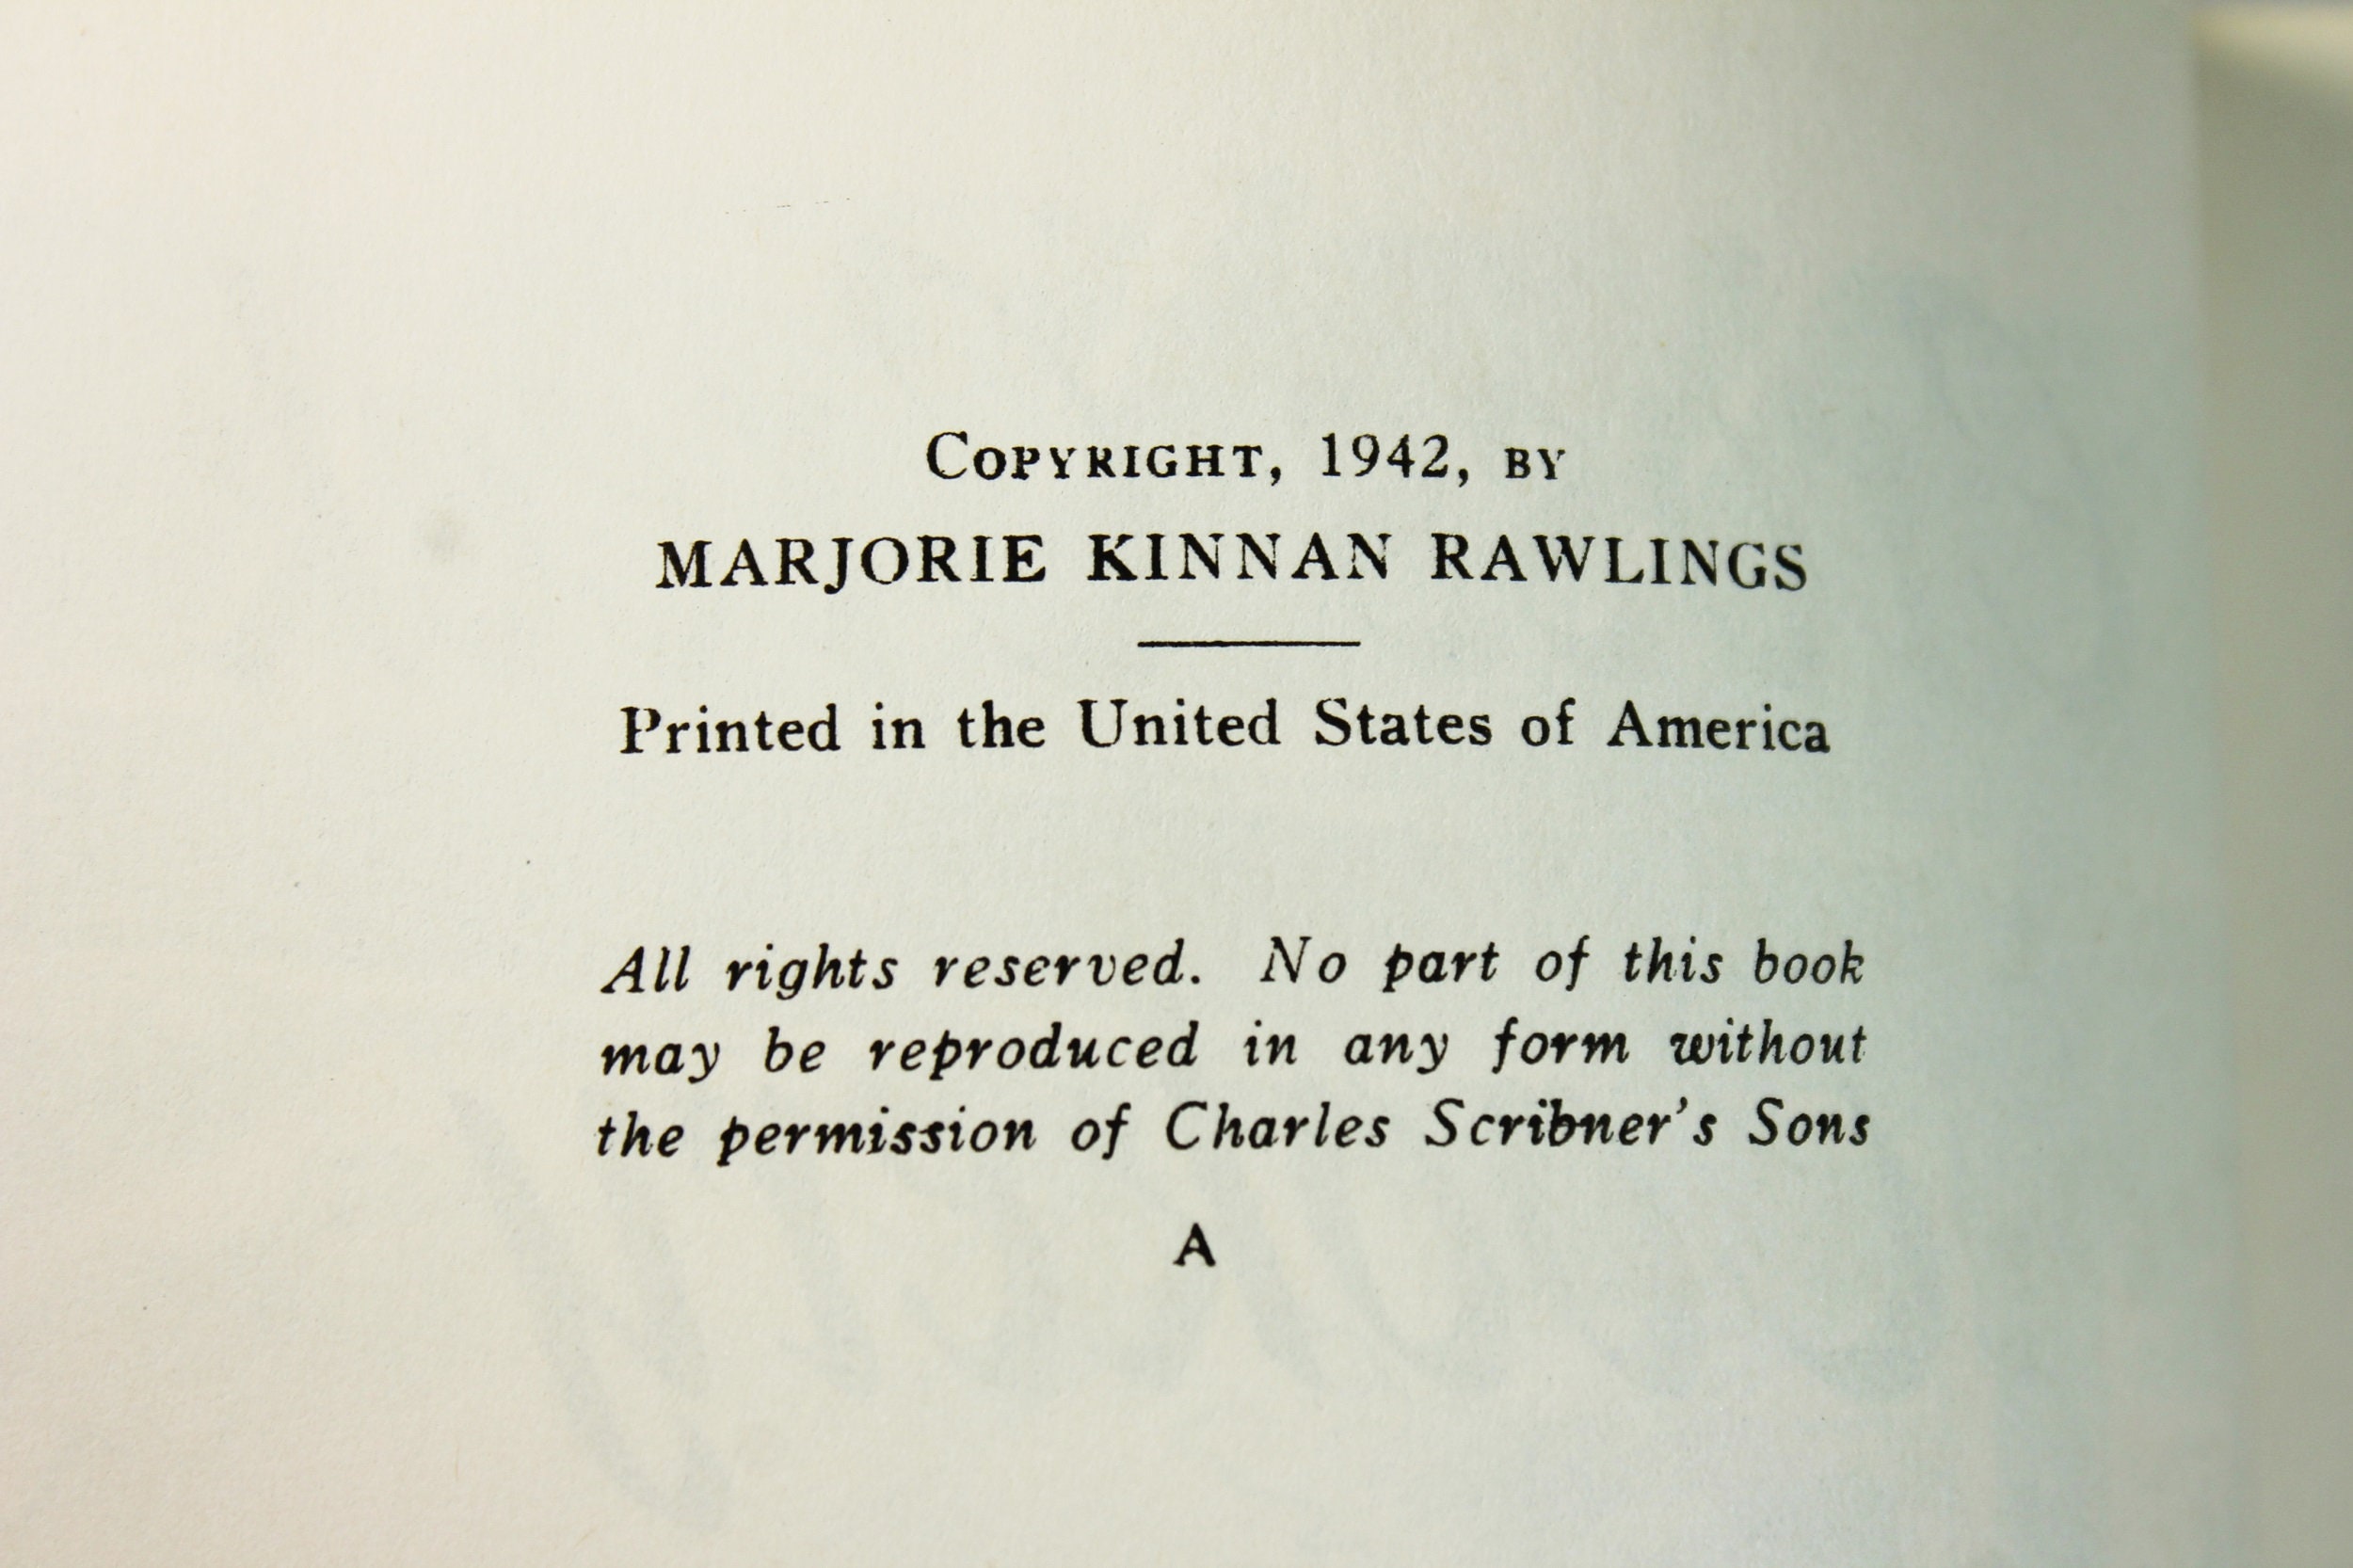 Copyright, 1942, by
MARJORIE KINNAN RAWLINGS
Printed in the United States of America
All rights reserved. No part of this book
may be reproduced in any form without
the permission of Charles Scribner's Sons
A